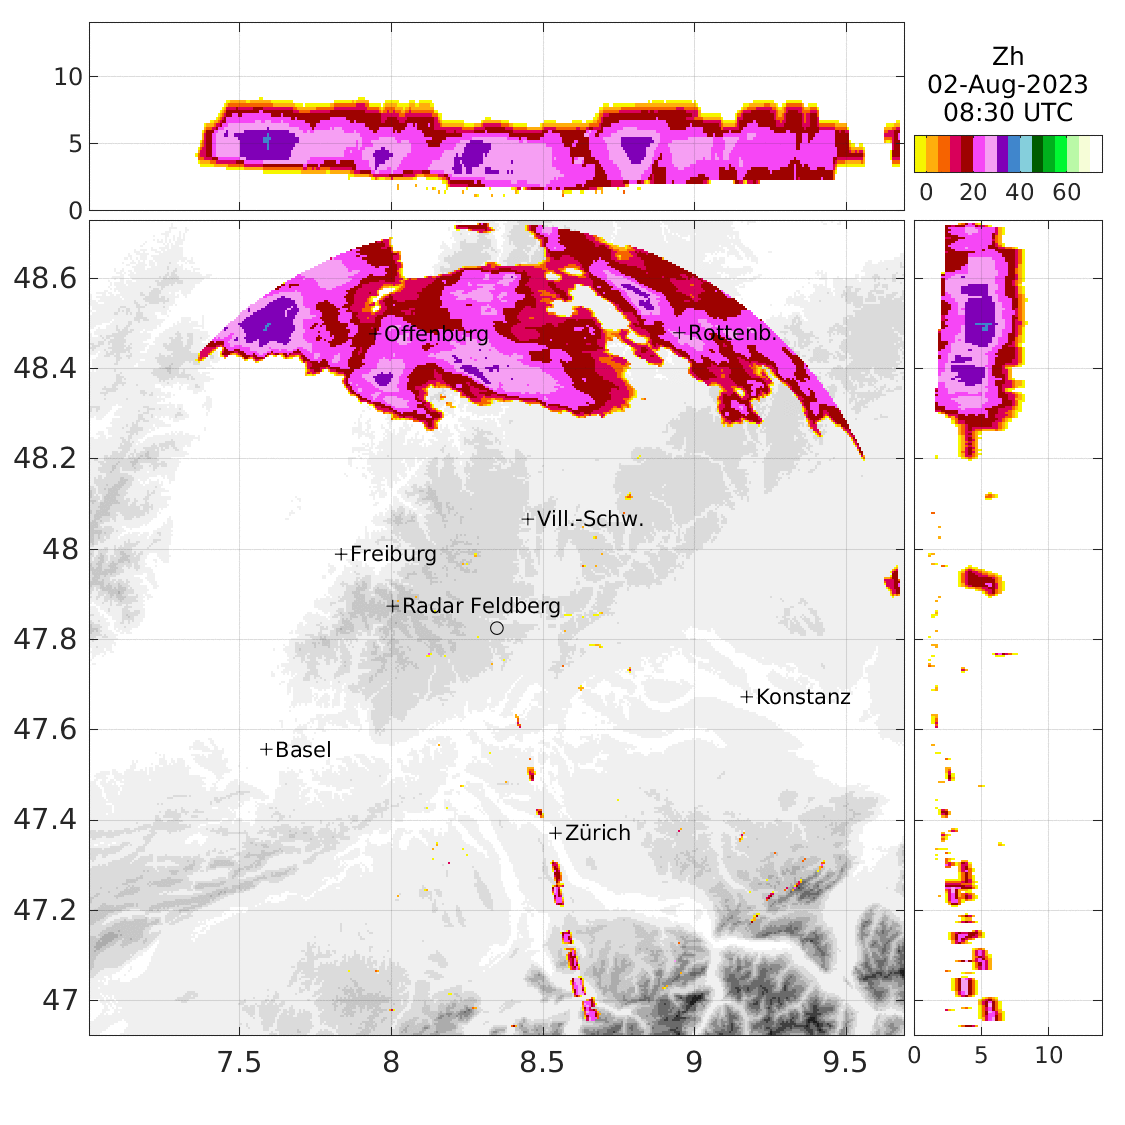 Zh
02-Aug-2023
08:30 UTC
10
5
0
0 20 40 60
48.6
48.4
48.2
48
47.8
47.6
47.4
47.2
47
Offenburg
Rottenb.
Vill.-Schw.
Freiburg
Radar Feldberg
Konstanz
Basel
Zürich
7.5 8 8.5 9 9.5
0 5 10